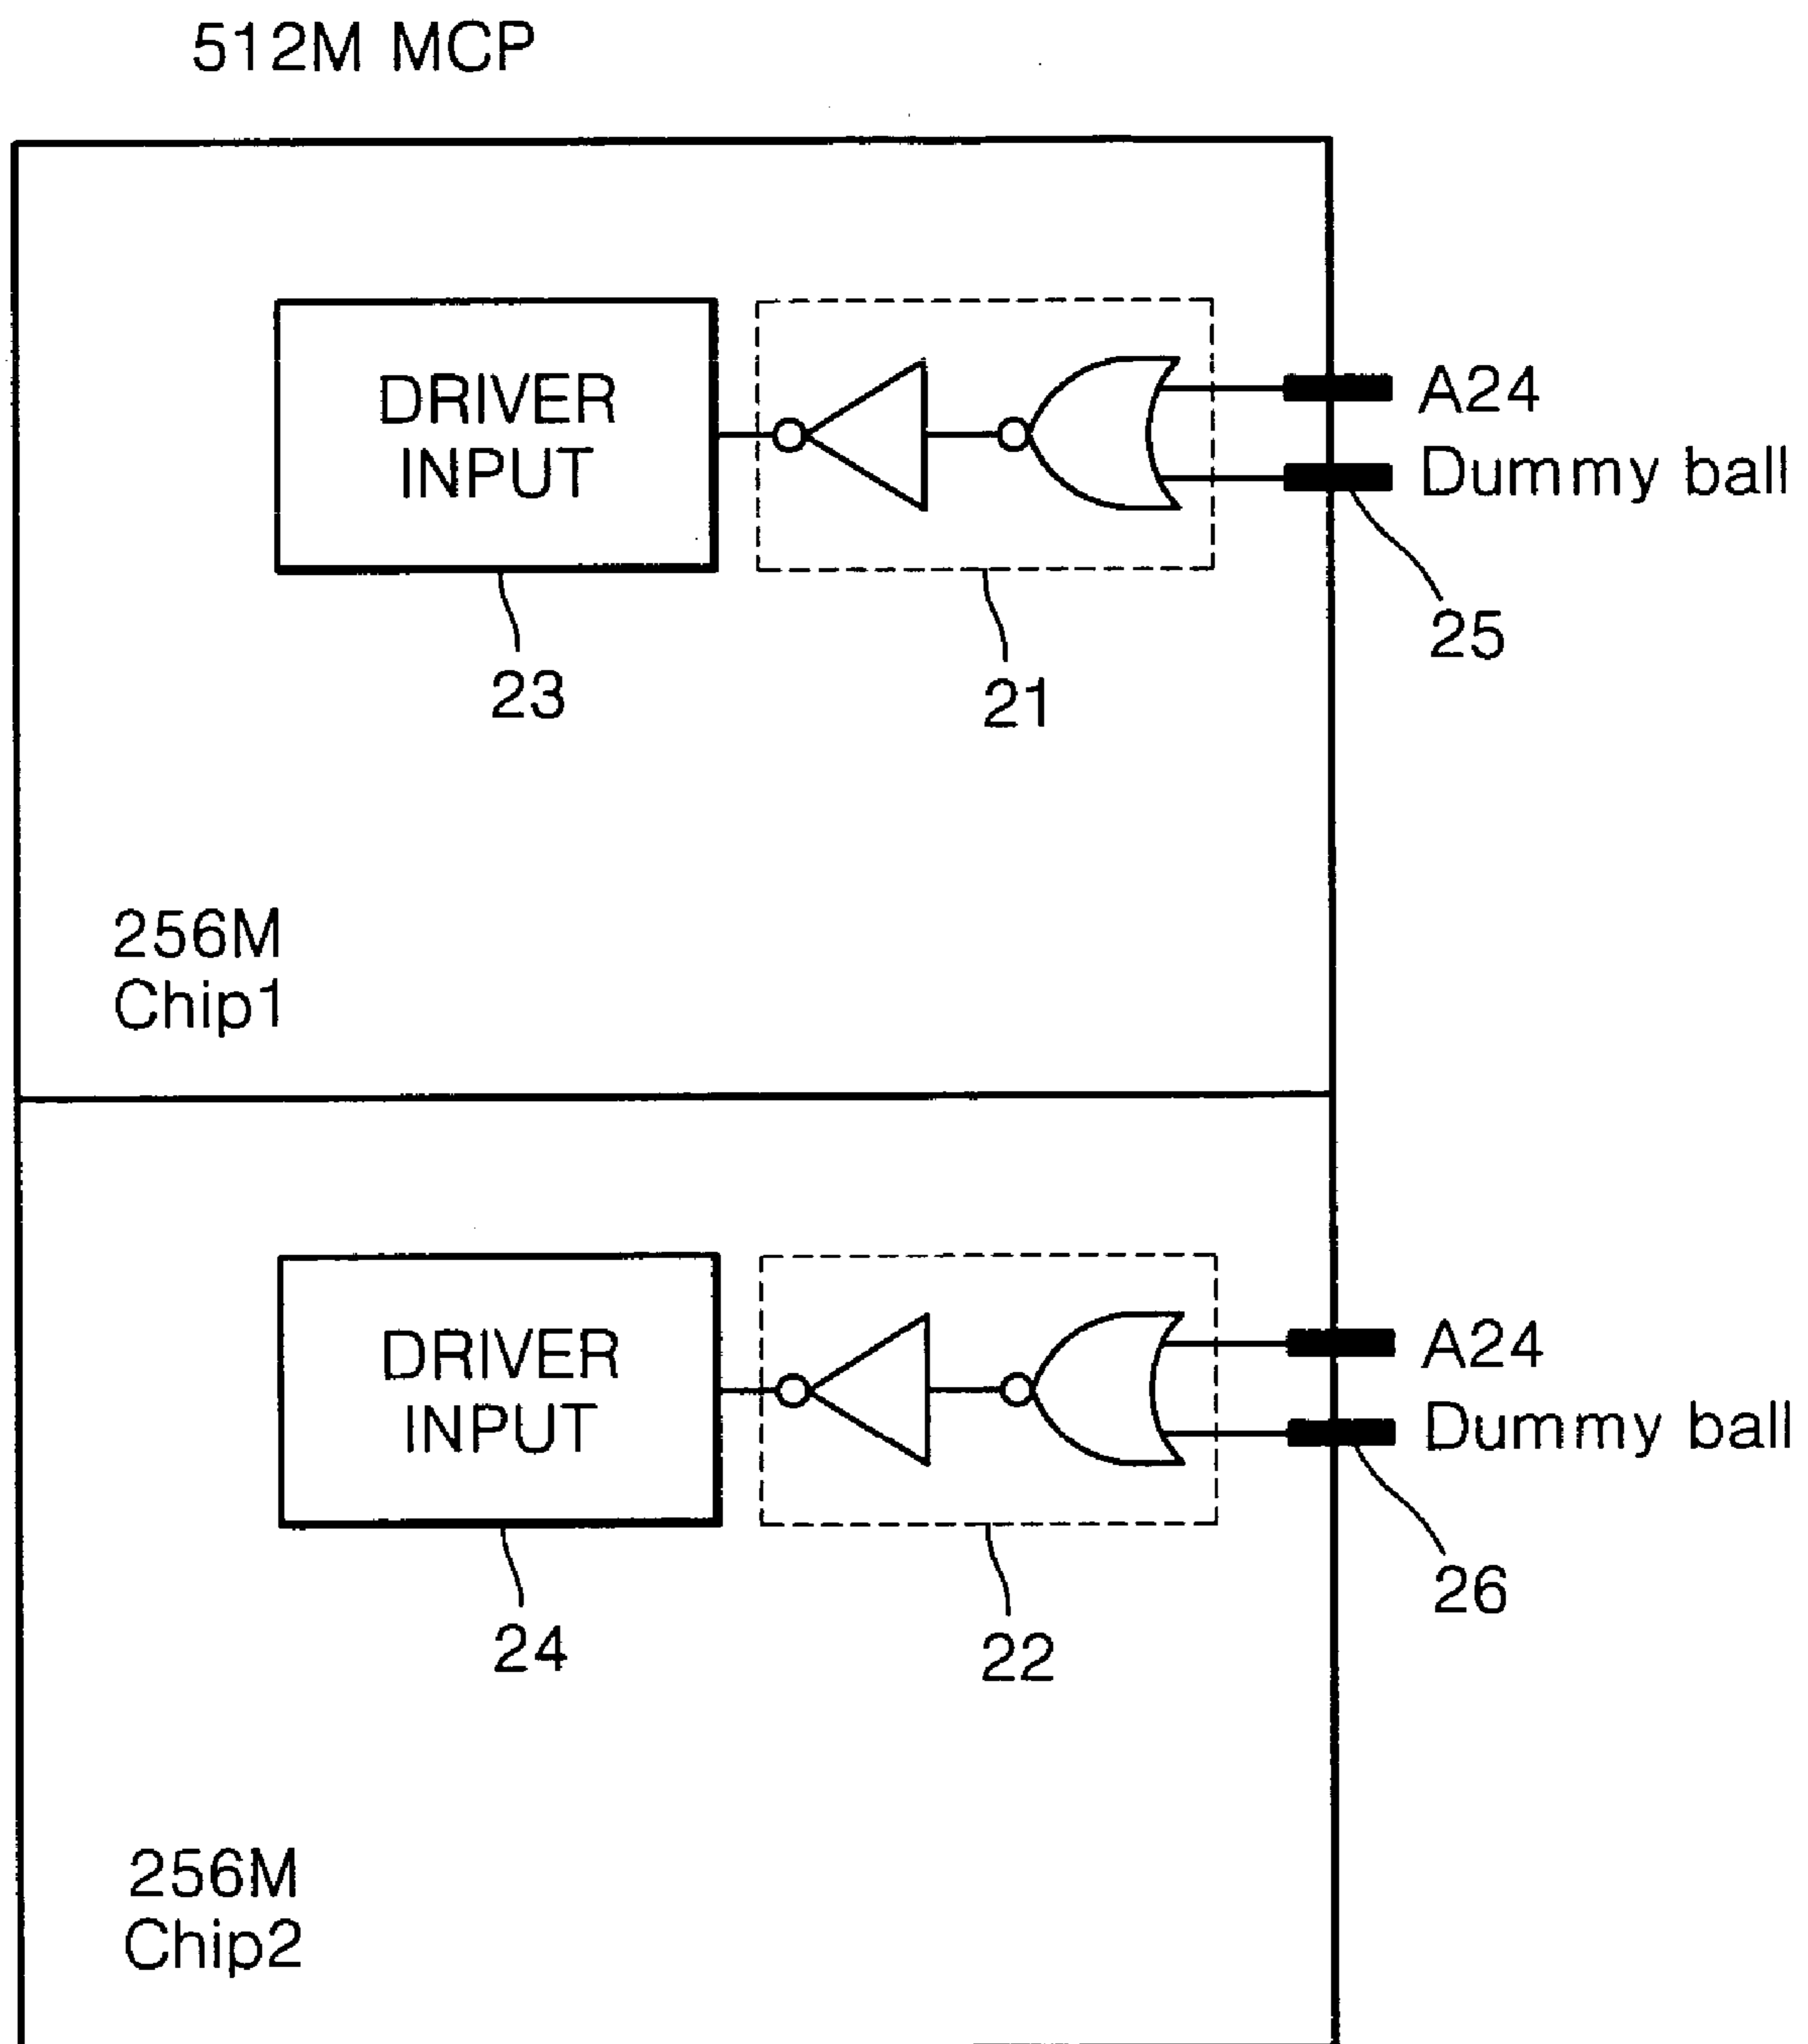 512M MCP
DRIVER
INPUT
A24
Dummy ball
25
23
21
256M
Chip1
DRIVER
INPUT
A24
Dummy ball
26
24
22
256M
Chip2